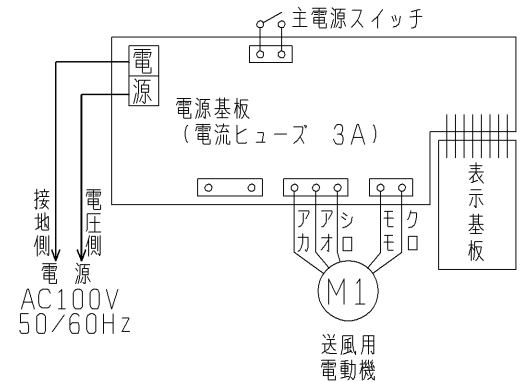 主電源スイッチ
電源
電源基板
(電流ヒューズ 3A)
表示基板
接地側
電圧側
アカ
アオ
シロ
モモ
クロ
電 源
AC100V
50/60Hz
M1
送風用
電動機